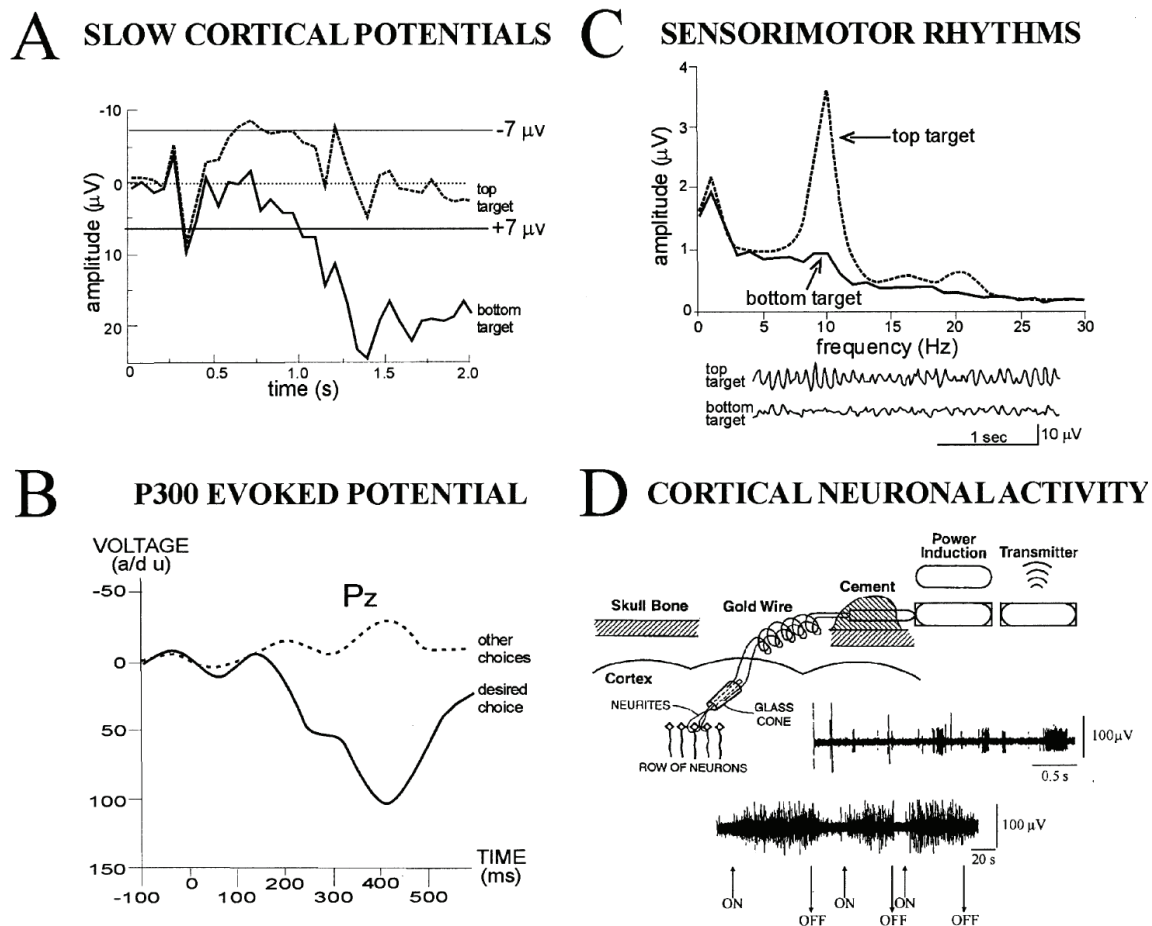 A SLOW CORTICAL POTENTIALS
-10
-7 μv
0
top
target
+7 μv
10
bottom
target
20
amplitude (μV)
0.0
0.5
1.0
1.5
2.0
time (s)
C SENSORIMOTOR RHYTHMS
4
top target
3
2
1
bottom target
0
amplitude (μV)
0
5
10
15
20
25
30
frequency (Hz)
top
target
bottom
target
1 sec
10 μV
B P300 EVOKED POTENTIAL
VOLTAGE
(a/d u)
-50
Pz
other
choices
0
desired
choice
50
100
150
TIME
(ms)
-100
0
100
200
300
400
500
D CORTICAL NEURONAL ACTIVITY
Power
Induction
Transmitter
Cement
Skull Bone
Gold Wire
Cortex
NEURITES
GLASS
CONE
ROW OF NEURONS
100μV
0.5 s
100 μV
20 s
ON
ON
ON
OFF
OFF
OFF